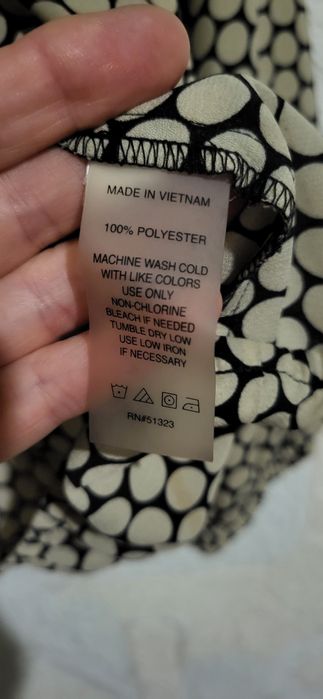 MADE IN VIETNAM
100% POLYESTER
MACHINE WASH COLD
WITH LIKE COLORS
USE ONLY
NON-CHLORINE
BLEACH IF NEEDED
TUMBLE DRY LOW
USE LOW IRON
IF NECESSARY
RN#51323